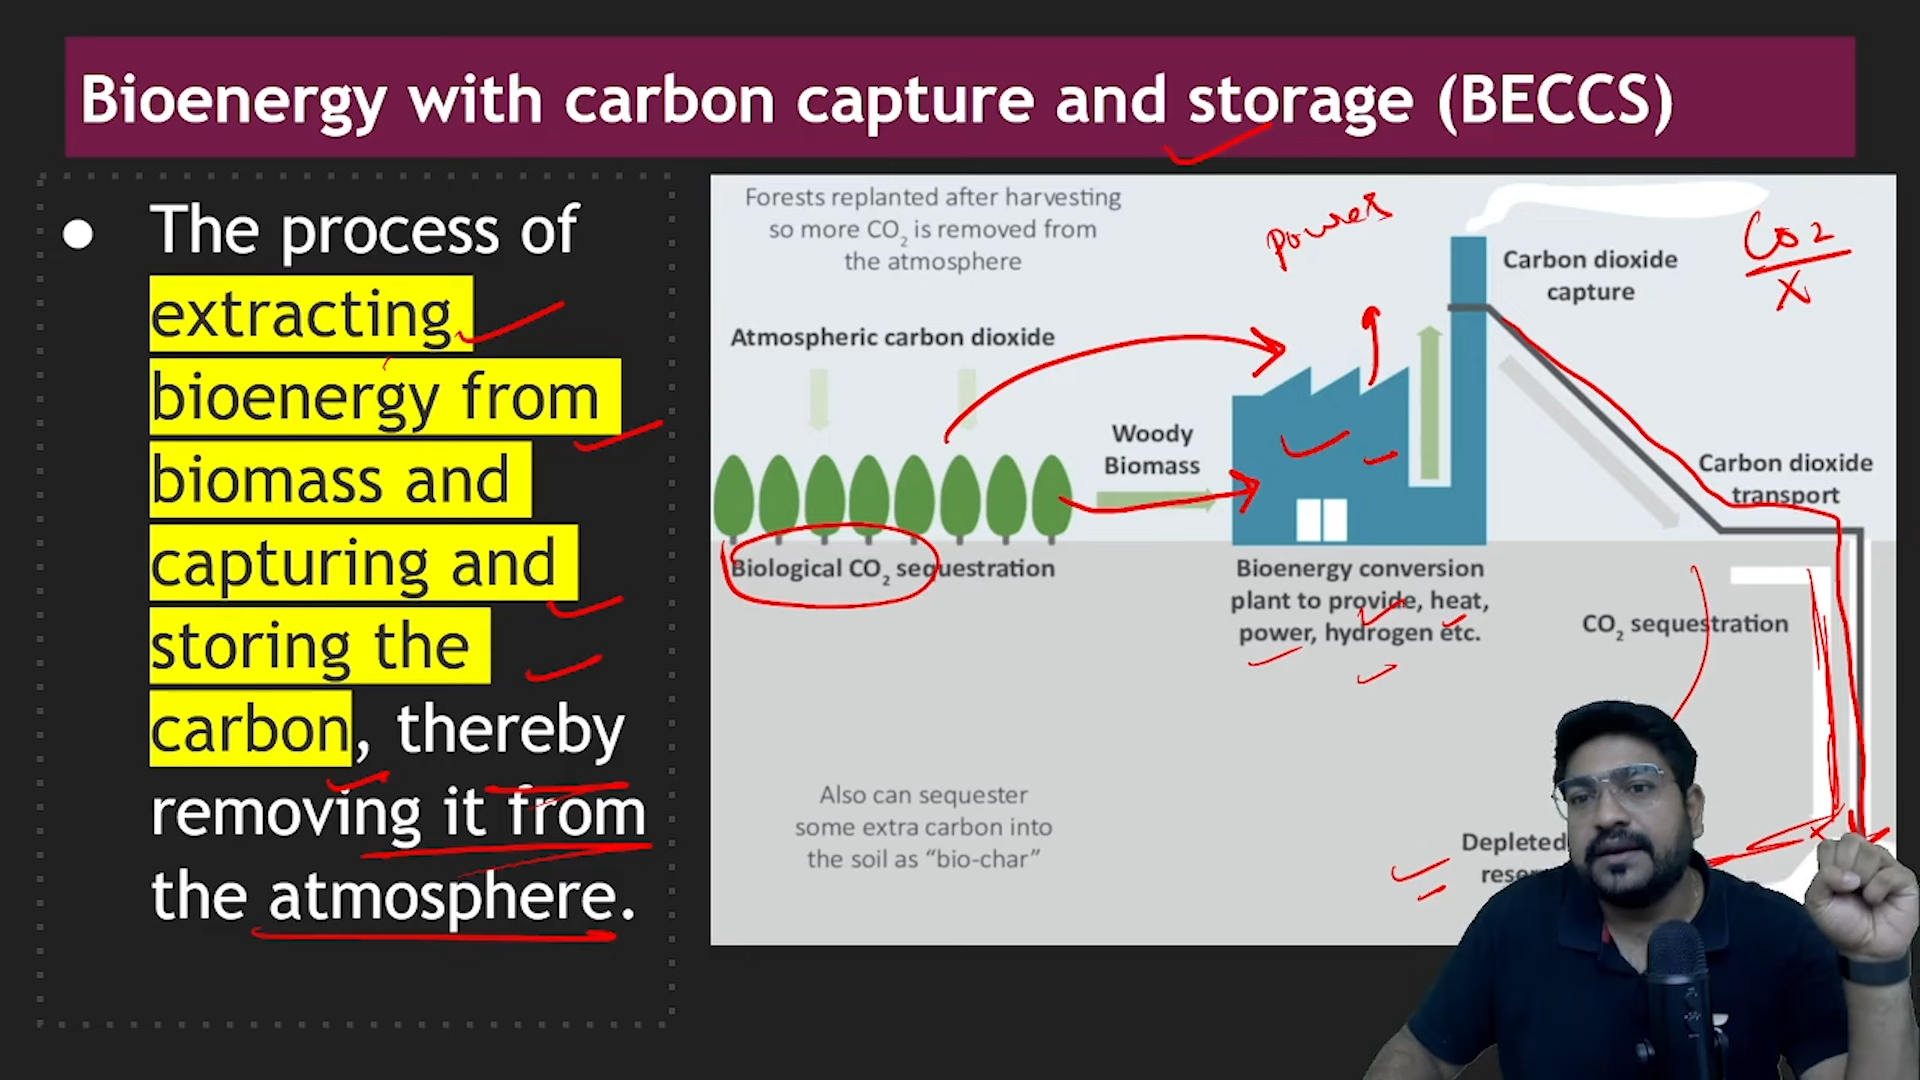 Bioenergy with carbon capture and storage (BECCS)
● The process of
extracting
bioenergy from
biomass and
capturing and
storing the
carbon, thereby
removing it from
the atmosphere.
Forests replanted after harvesting
so more CO₂ is removed from
the atmosphere
Atmospheric carbon dioxide
Woody
Biomass
Biological CO₂ sequestration
Also can sequester
some extra carbon into
the soil as “bio-char”
power
Bioenergy conversion
plant to provide, heat,
power, hydrogen etc.
Carbon dioxide
capture
CO2
X
Carbon dioxide
transport
CO₂ sequestration
Depleted